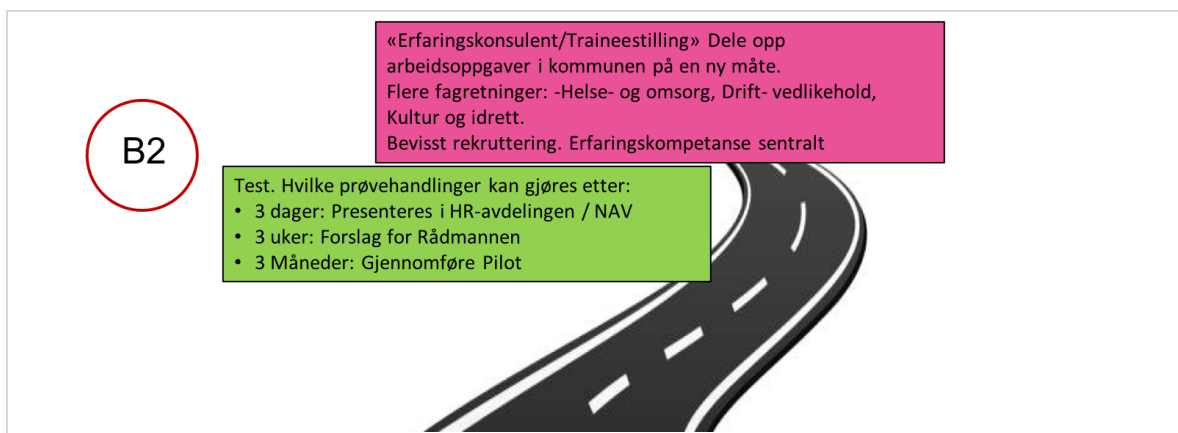 «Erfaringskonsulent/Traineestilling» Dele opp
arbeidsoppgaver i kommunen på en ny måte.
Flere fagretninger: -Helse- og omsorg, Drift- vedlikehold,
Kultur og idrett.
Bevisst rekruttering. Erfaringskompetanse sentralt
B2
Test. Hvilke prøvehandlinger kan gjøres etter:
• 3 dager: Presenteres i HR-avdelingen / NAV
• 3 uker: Forslag for Rådmannen
• 3 Måneder: Gjennomføre Pilot